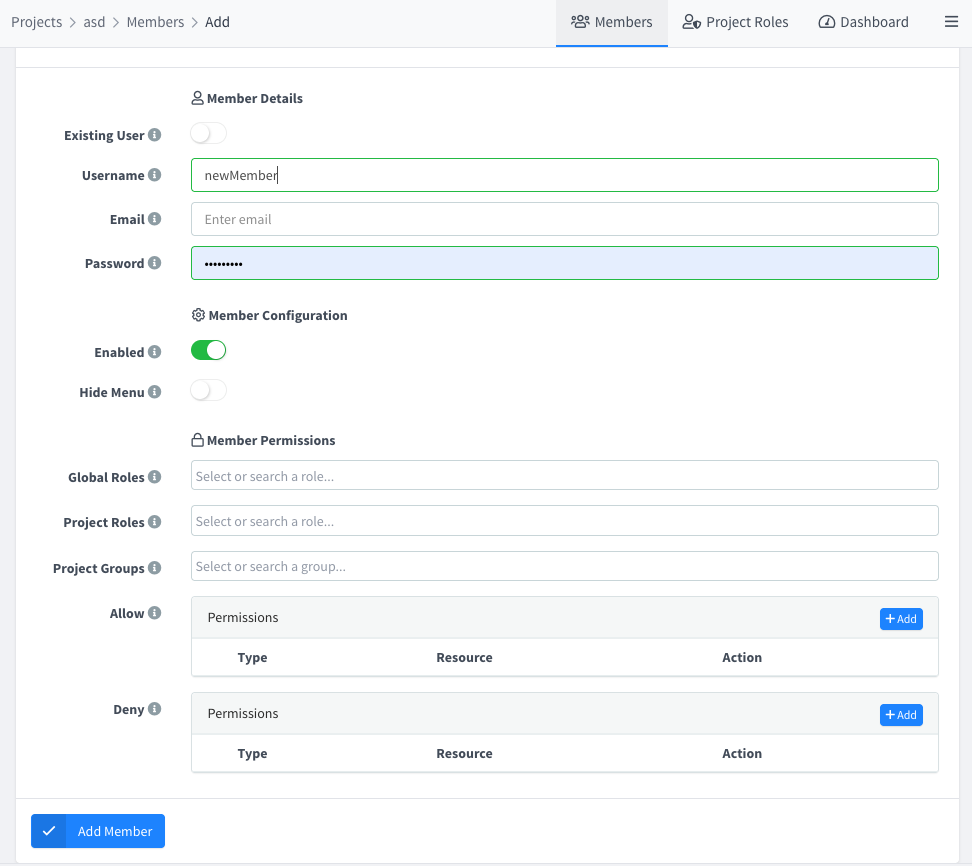 Projects > asd > Members > Add
Members
Project Roles
Dashboard
Member Details
Existing User
Username
newMember
Email
Enter email
Password
•••••••••
Member Configuration
Enabled
Hide Menu
Member Permissions
Global Roles
Select or search a role...
Project Roles
Select or search a role...
Project Groups
Select or search a group...
Allow
Permissions
+ Add
Type Resource Action
Deny
Permissions
+ Add
Type Resource Action
Add Member